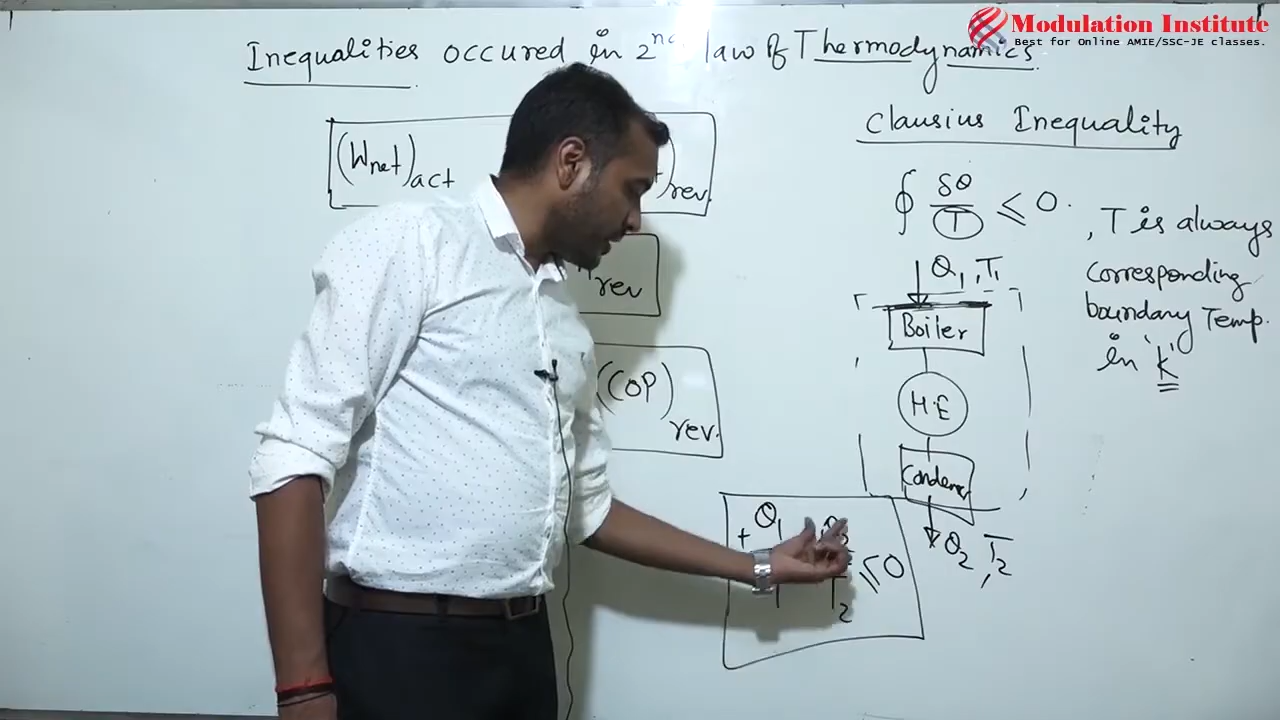 Modulation Institute
Best for Online AMIE/SSC-JE classes.
Inequalities occured in 2nd law of Thermodynamics.
Clausius Inequality
(Wnet)act
)rev.
rev
(COP)rev.
∮ δQ/T ≤ 0.
, T is always
corresponding
boundary Temp.
in 'K'
Q1, T1
Boiler
H.E
Condenser
Q2, T2
+ Q1
T2 ≤ 0